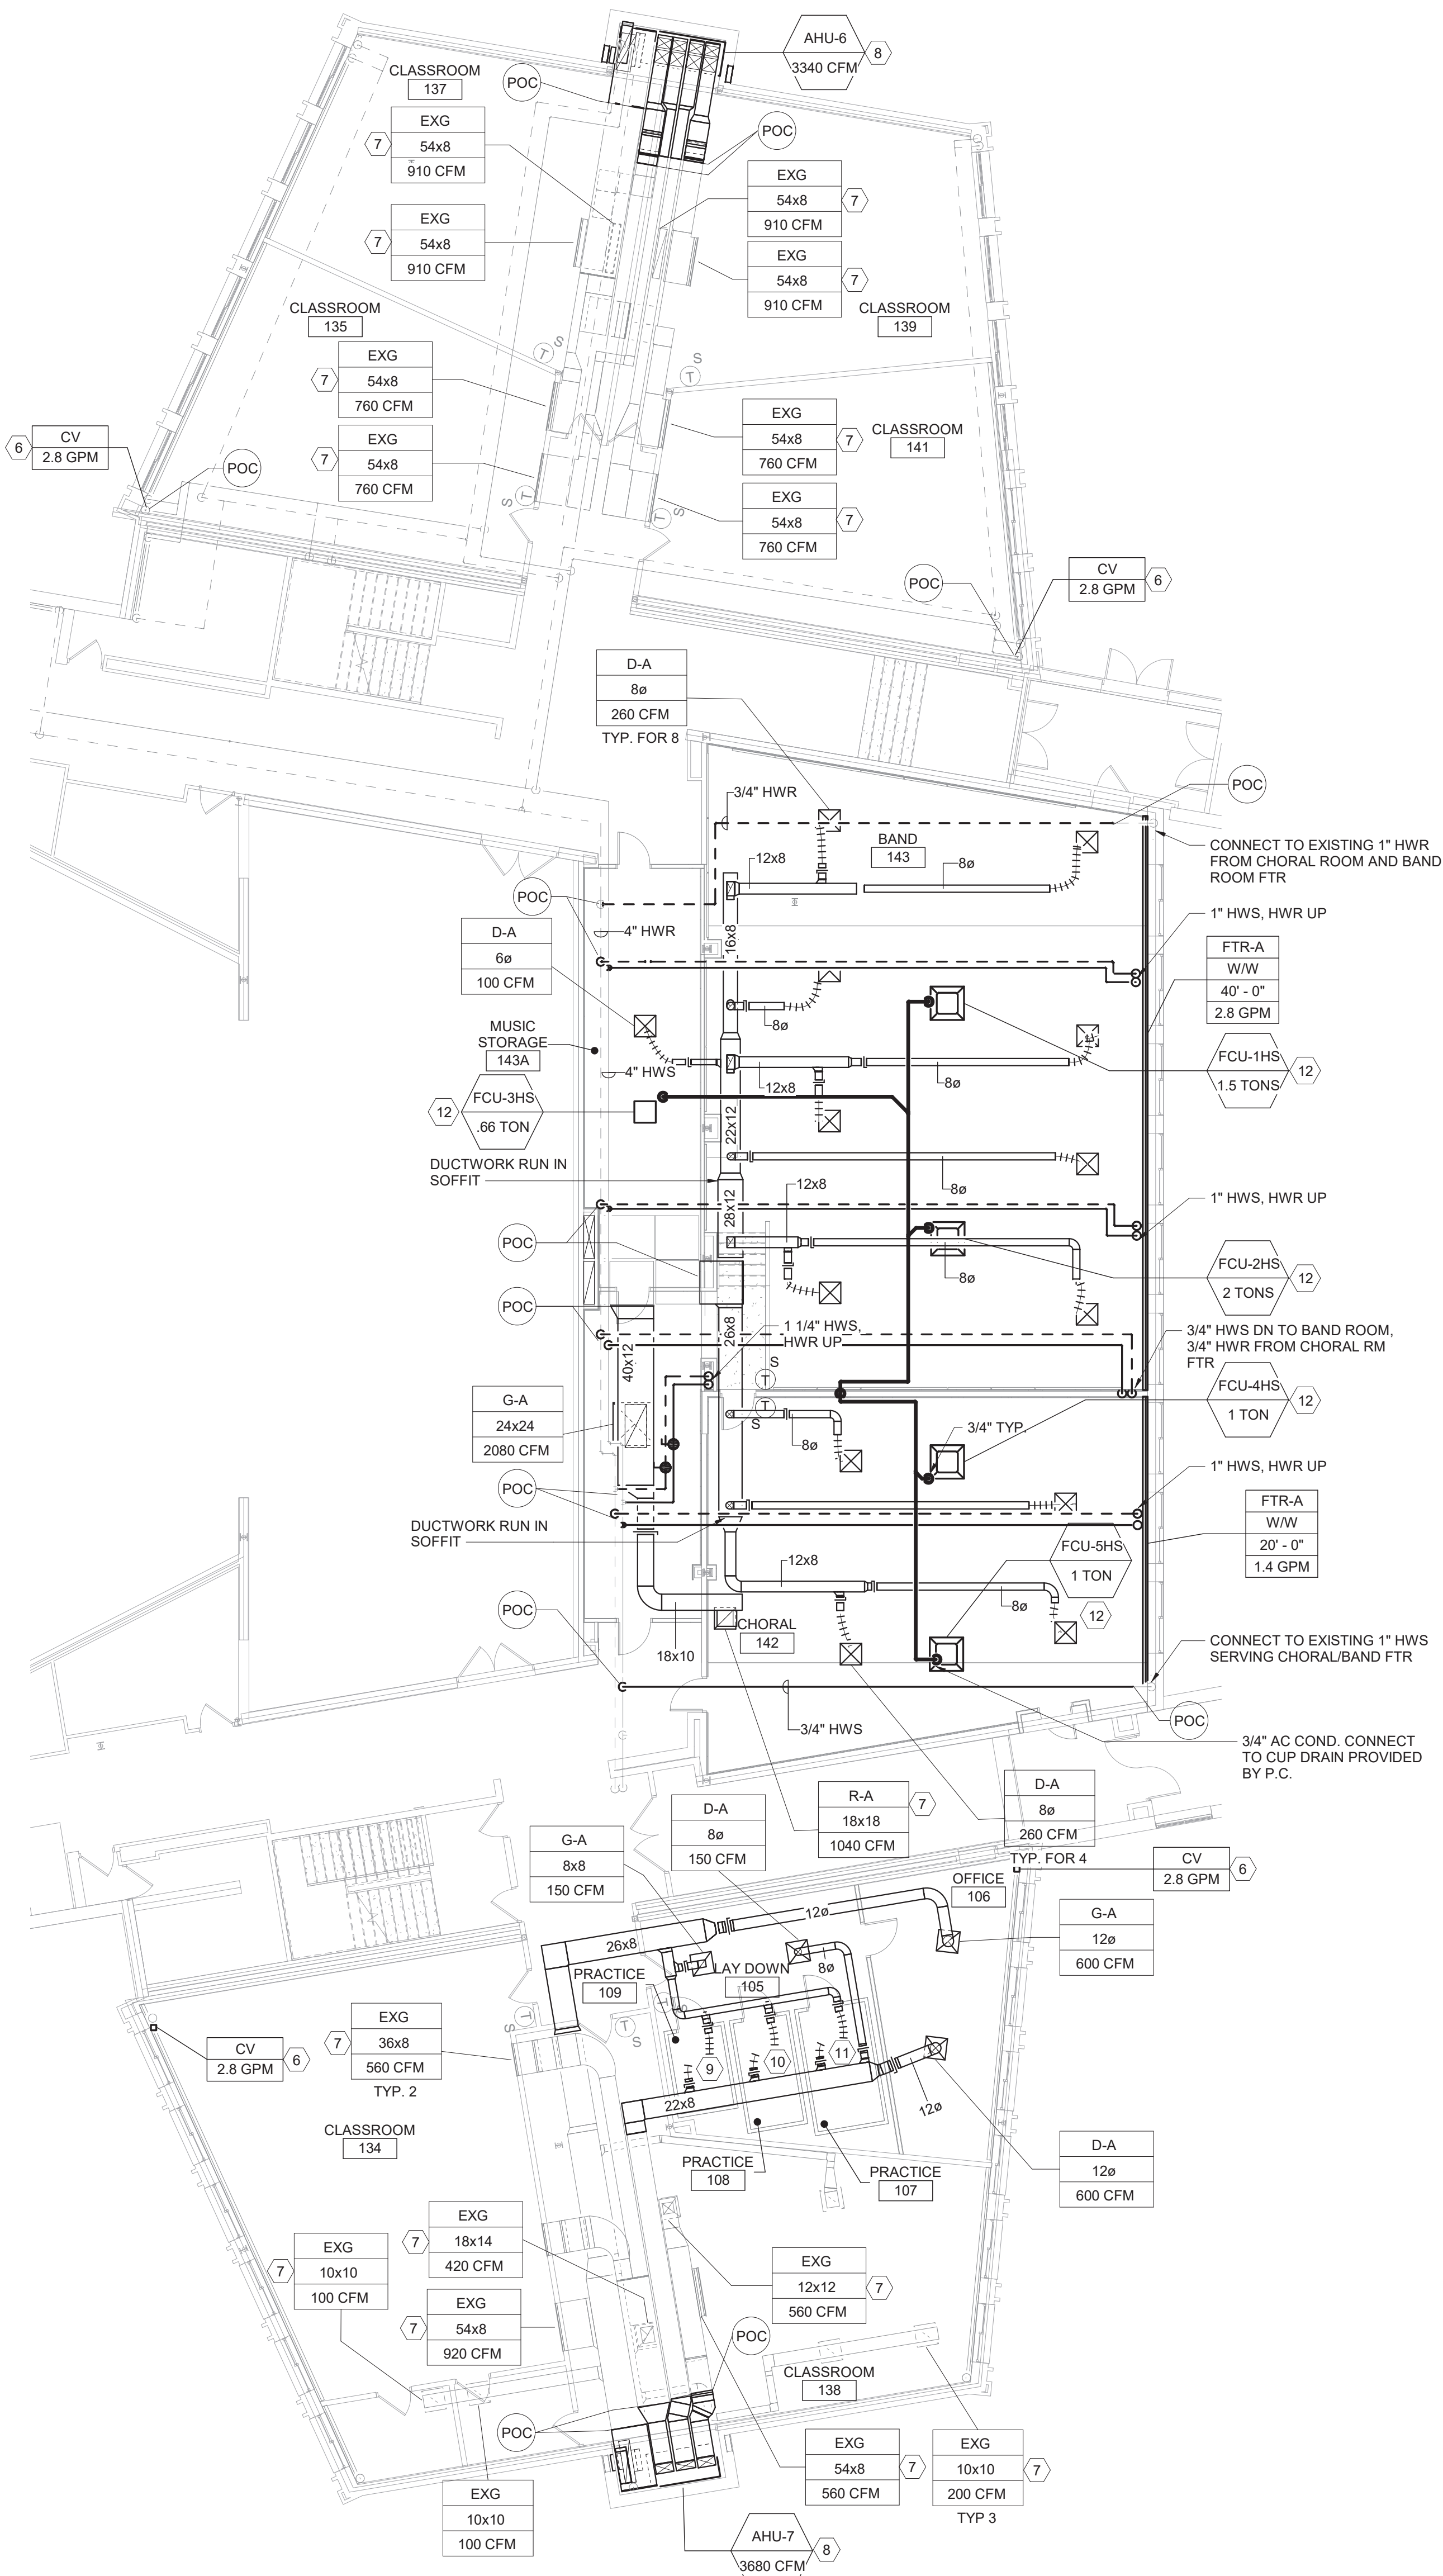 AHU-6
3340 CFM
8
CLASSROOM
137
POC
EXG
54x8
910 CFM
7
POC
EXG
54x8
910 CFM
7
EXG
54x8
910 CFM
7
EXG
54x8
910 CFM
7
CLASSROOM
135
CLASSROOM
139
S
T
S
T
EXG
54x8
760 CFM
7
EXG
54x8
760 CFM
7
CLASSROOM
141
EXG
54x8
760 CFM
7
6
CV
2.8 GPM
POC
S
T
T
S
EXG
54x8
760 CFM
7
POC
CV
2.8 GPM
6
D-A
8ø
260 CFM
TYP. FOR 8
3/4" HWR
POC
BAND
143
12x8
8ø
CONNECT TO EXISTING 1" HWR
FROM CHORAL ROOM AND BAND
ROOM FTR
POC
1" HWS, HWR UP
4" HWR
16x8
D-A
6ø
100 CFM
FTR-A
W/W
40' - 0"
2.8 GPM
8ø
MUSIC
STORAGE
143A
4" HWS
12x8
8ø
FCU-1HS
1.5 TONS
12
12
FCU-3HS
.66 TON
22x12
DUCTWORK RUN IN
SOFFIT
12x8
8ø
1" HWS, HWR UP
28x12
POC
8ø
FCU-2HS
2 TONS
12
POC
26x8
1 1/4" HWS,
HWR UP
3/4" HWS DN TO BAND ROOM,
3/4" HWR FROM CHORAL RM
FTR
40x12
S
T
T
S
G-A
24x24
2080 CFM
8ø
3/4" TYP.
FCU-4HS
1 TON
12
POC
1" HWS, HWR UP
DUCTWORK RUN IN
SOFFIT
FTR-A
W/W
20' - 0"
1.4 GPM
FCU-5HS
1 TON
12
12x8
8ø
POC
CHORAL
142
18x10
CONNECT TO EXISTING 1" HWS
SERVING CHORAL/BAND FTR
3/4" HWS
POC
3/4" AC COND. CONNECT
TO CUP DRAIN PROVIDED
BY P.C.
R-A
18x18
1040 CFM
7
D-A
8ø
260 CFM
TYP. FOR 4
D-A
8ø
150 CFM
G-A
8x8
150 CFM
CV
2.8 GPM
6
OFFICE
106
G-A
12ø
600 CFM
12ø
26x8
8ø
LAY DOWN
105
PRACTICE
109
T
S
T
S
T
S
EXG
36x8
560 CFM
7
TYP. 2
CV
2.8 GPM
6
9
10
11
22x8
12ø
CLASSROOM
134
PRACTICE
108
PRACTICE
107
D-A
12ø
600 CFM
EXG
18x14
420 CFM
7
EXG
10x10
100 CFM
7
EXG
12x12
560 CFM
7
EXG
54x8
920 CFM
7
POC
CLASSROOM
138
POC
EXG
54x8
560 CFM
7
EXG
10x10
200 CFM
7
TYP 3
EXG
10x10
100 CFM
AHU-7
3680 CFM
8